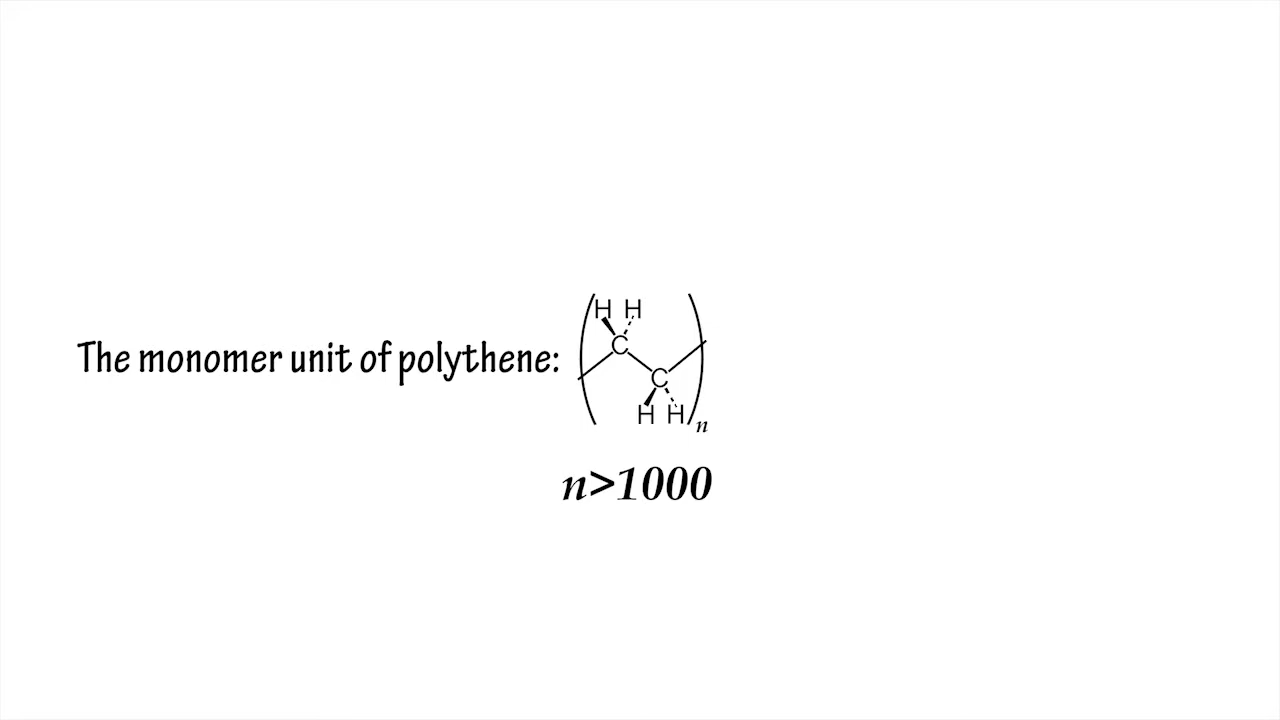 H H
The monomer unit of polythene: C
C
H H n
n>1000